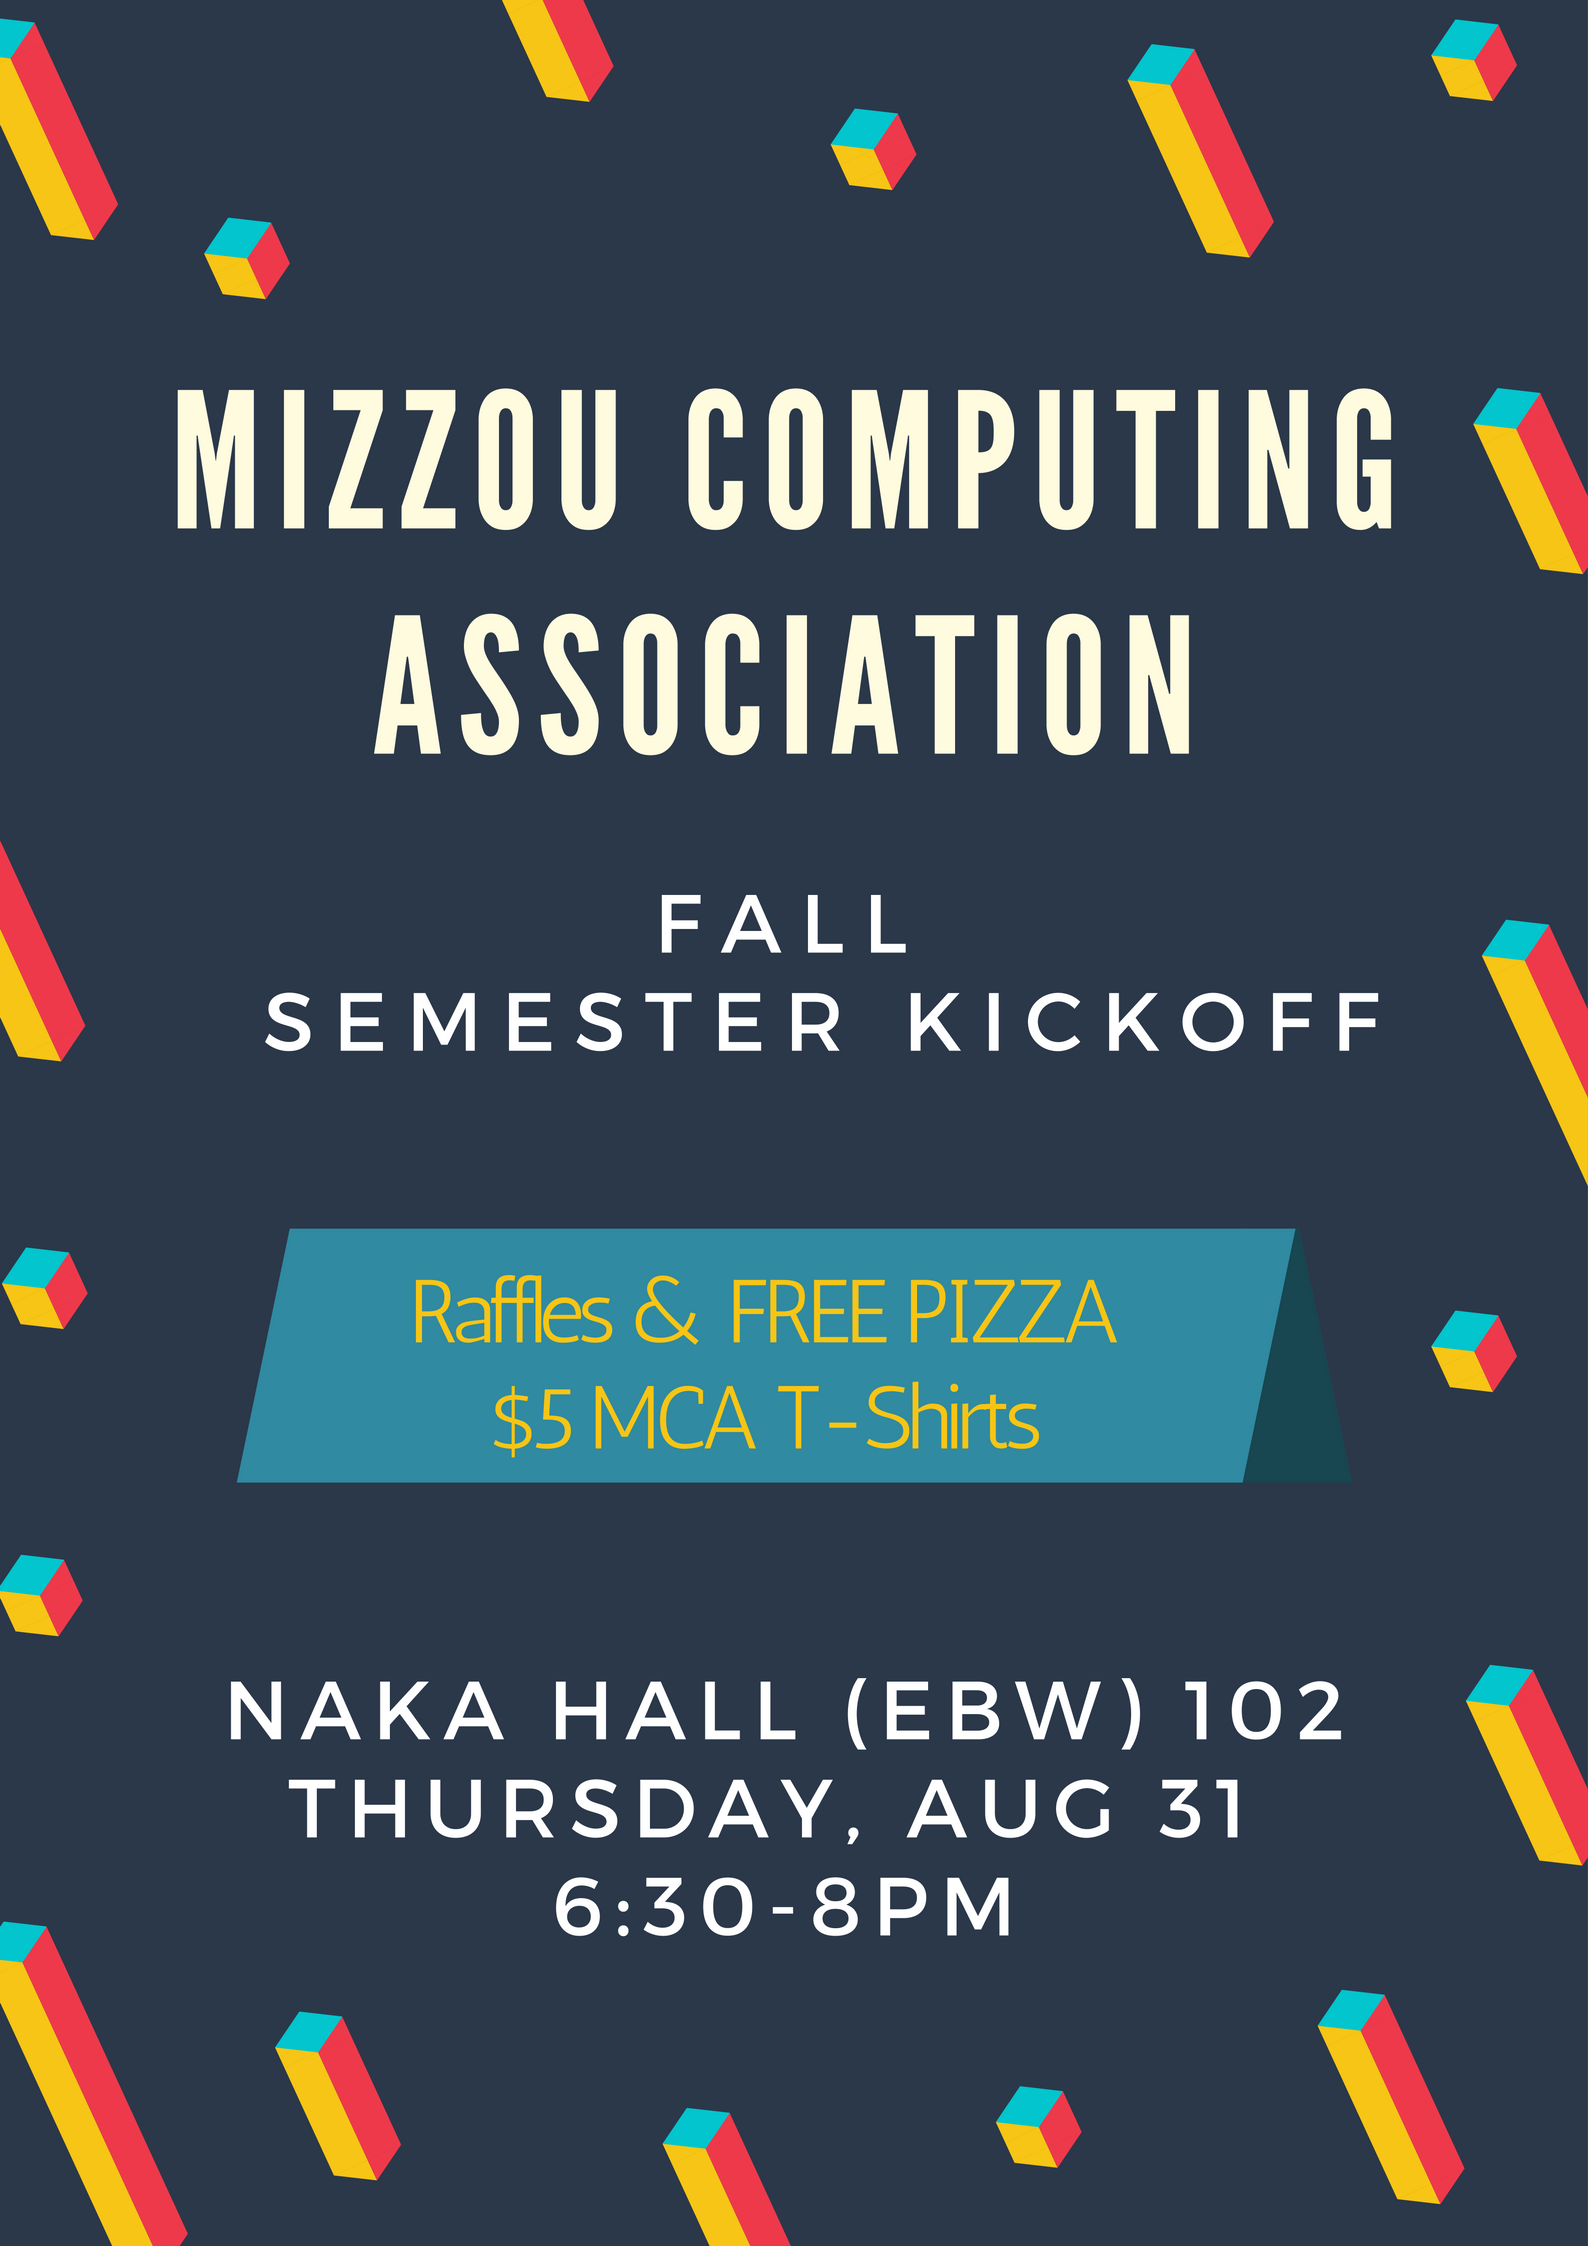 MIZZOU COMPUTING
ASSOCIATION
FALL
SEMESTER KICKOFF
Raffles & FREE PIZZA
$5 MCA T-Shirts
NAKA HALL (EBW) 102
THURSDAY, AUG 31
6:30-8PM